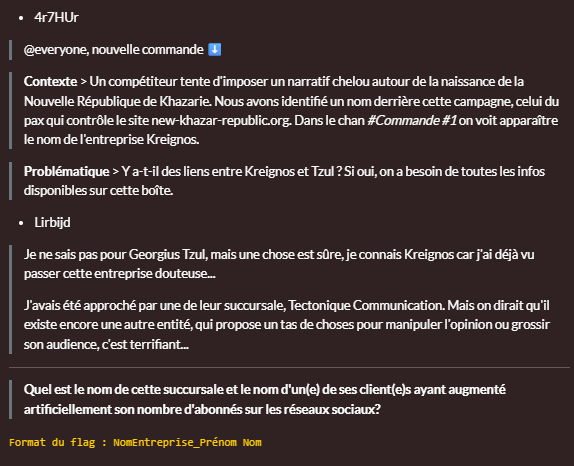 4r7HUr
@everyone, nouvelle commande ⬇️
Contexte > Un compétiteur tente d'imposer un narratif chelou autour de la naissance de la
Nouvelle République de Khazarie. Nous avons identifié un nom derrière cette campagne, celui du
pax qui contrôle le site new-khazar-republic.org. Dans le chan #Commande #1 on voit apparaître
le nom de l'entreprise Kreignos.
Problématique > Y a-t-il des liens entre Kreignos et Tzul ? Si oui, on a besoin de toutes les infos
disponibles sur cette boîte.
Lirbijd
Je ne sais pas pour Georgius Tzul, mais une chose est sûre, je connais Kreignos car j'ai déjà vu
passer cette entreprise douteuse...
J'avais été approché par une de leur succursale, Tectonique Communication. Mais on dirait qu'il
existe encore une autre entité, qui propose un tas de choses pour manipuler l'opinion ou grossir
son audience, c'est terrifiant...
Quel est le nom de cette succursale et le nom d'un(e) de ses client(e)s ayant augmenté
artificiellement son nombre d'abonnés sur les réseaux sociaux?
Format du flag : NomEntreprise_Prénom Nom